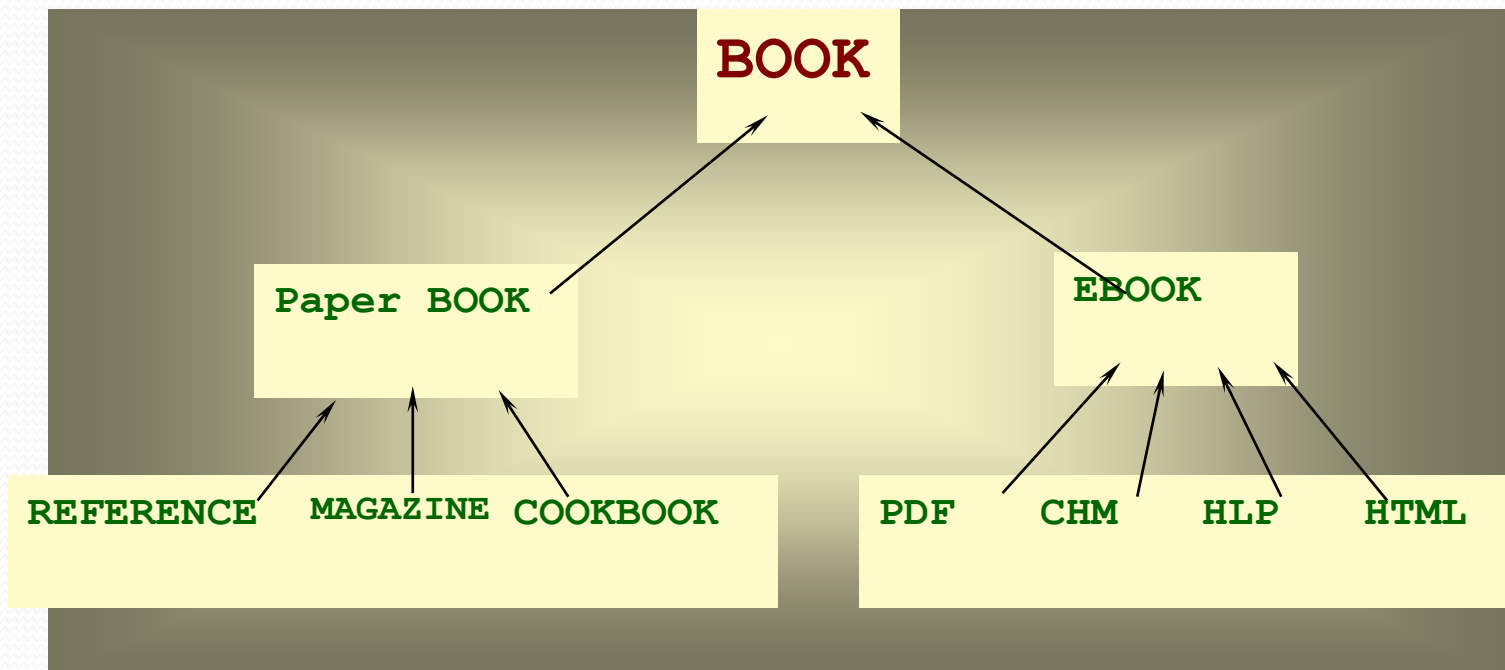 BOOK
Paper BOOK
EBOOK
REFERENCE MAGAZINE COOKBOOK
PDF CHM HLP HTML